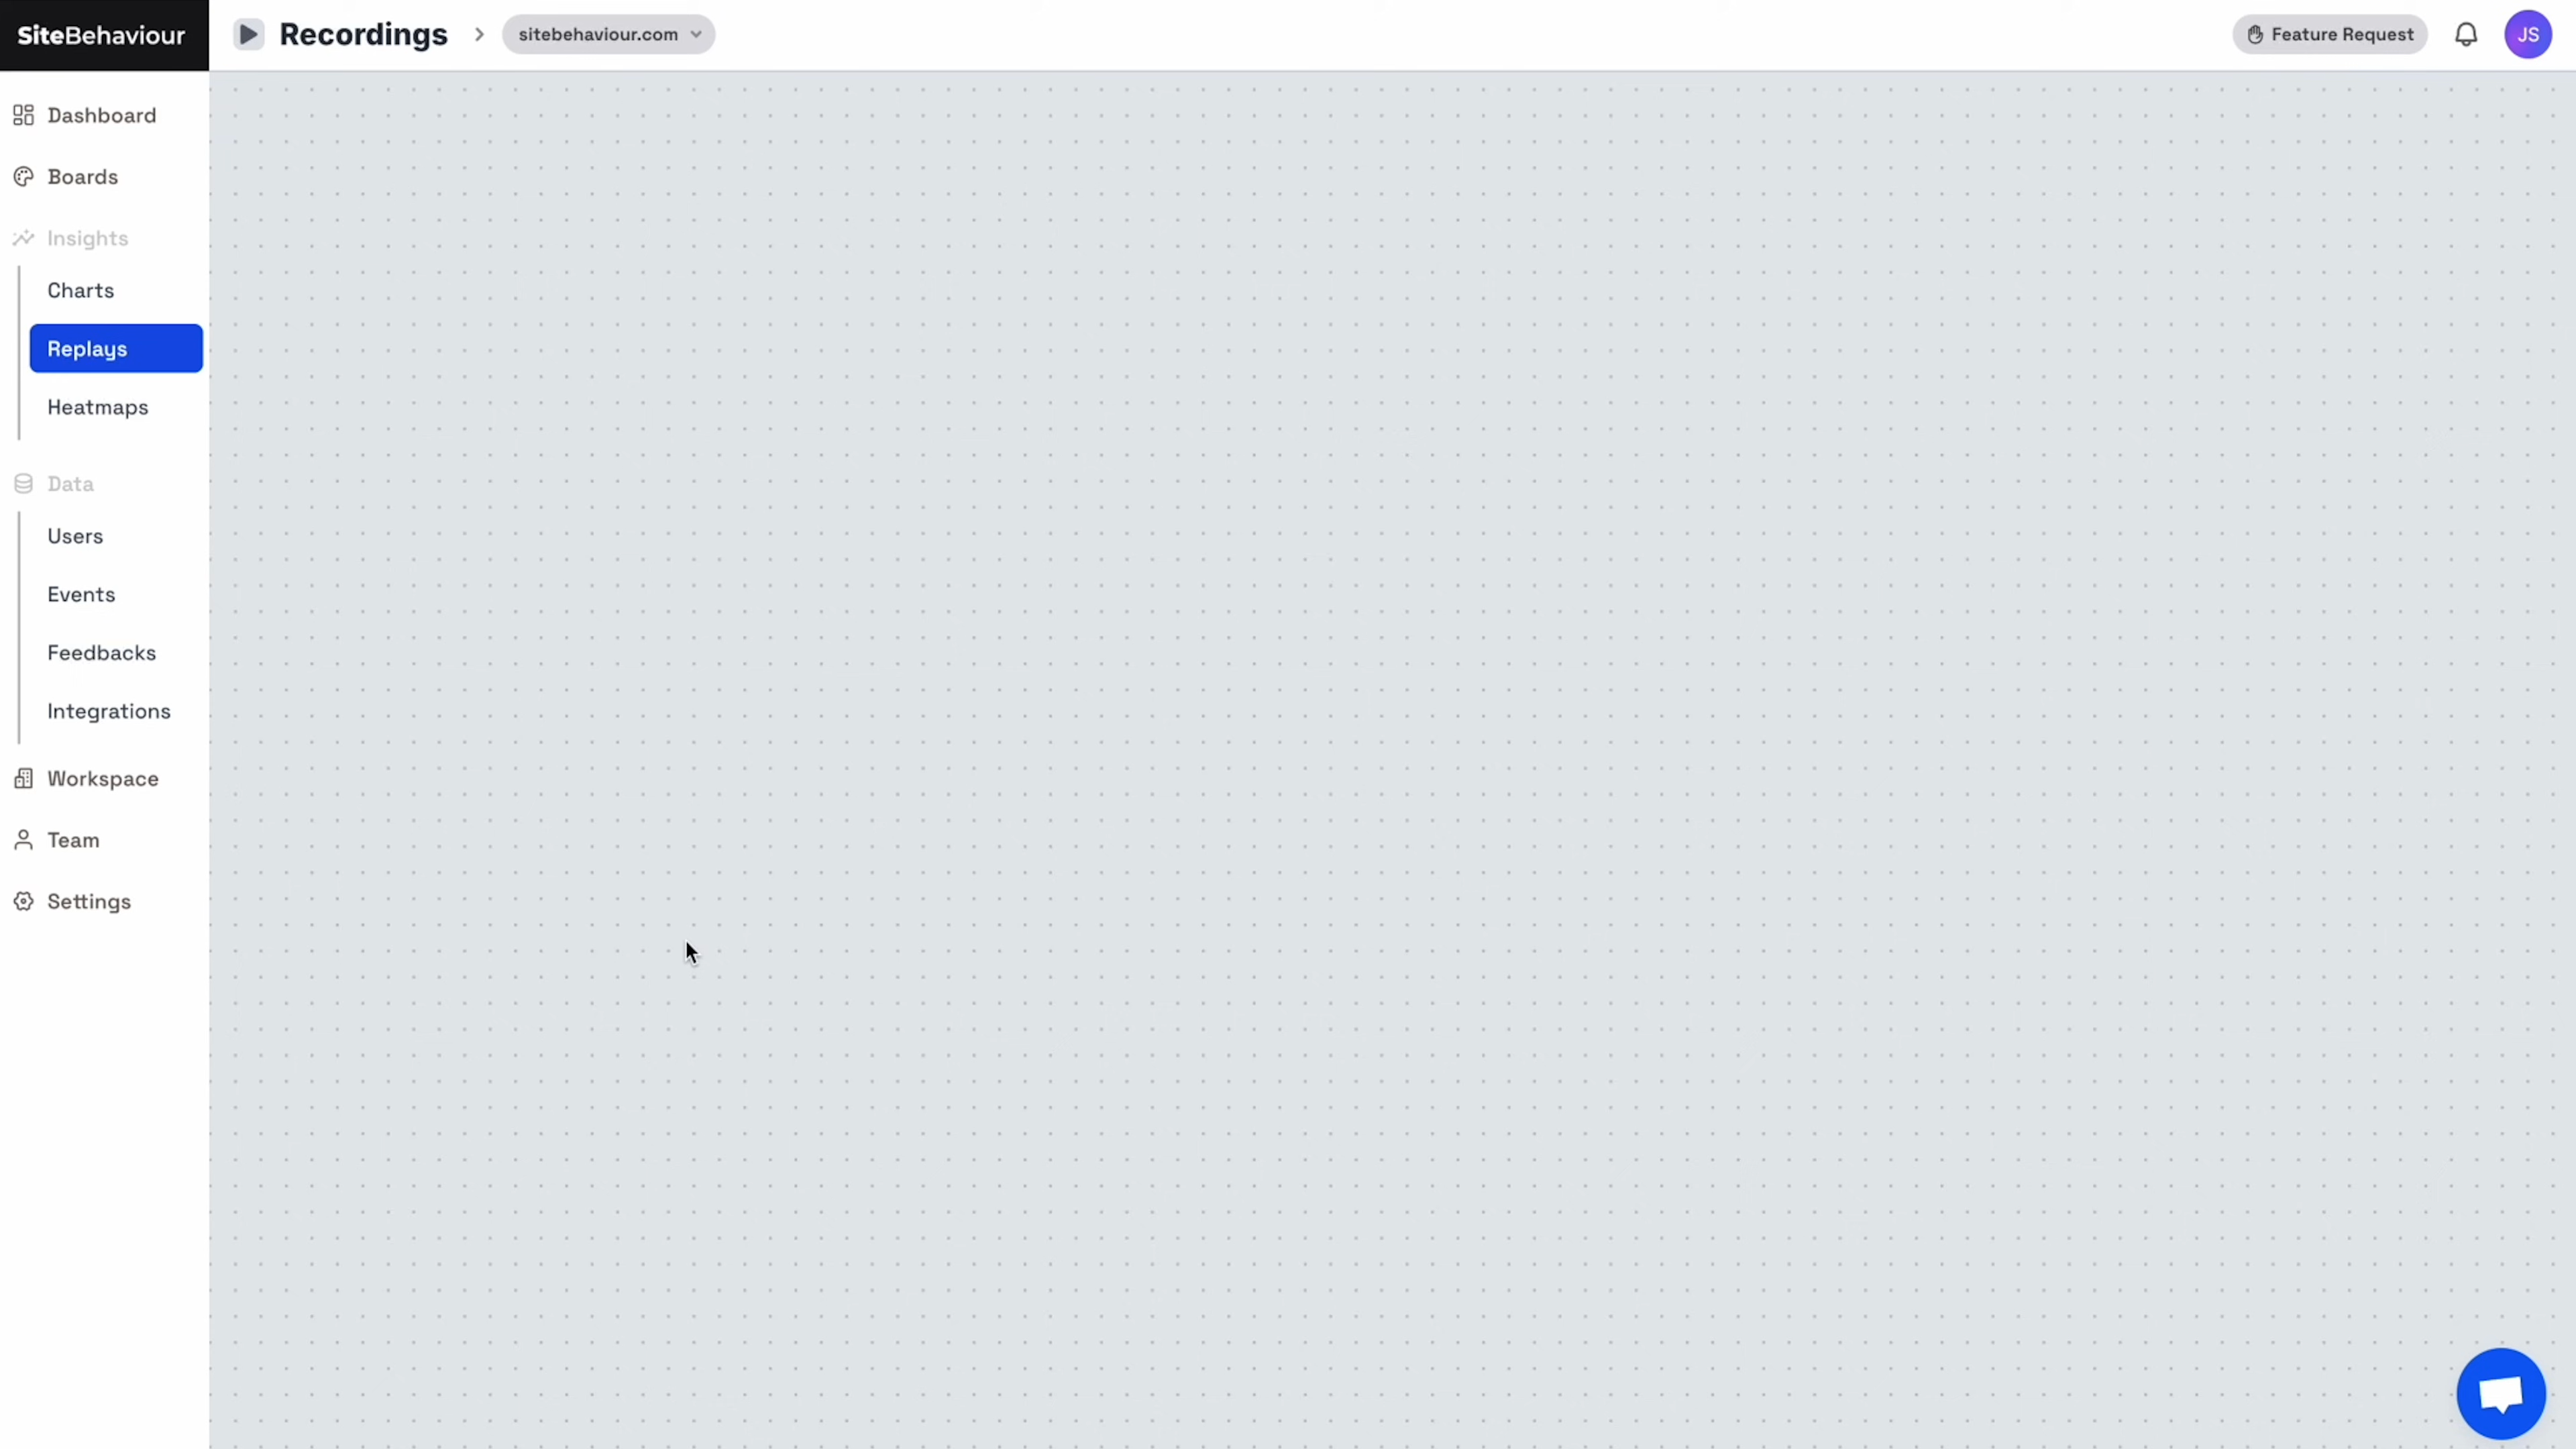 SiteBehaviour
Recordings
sitebehaviour.com
Feature Request
JS
Dashboard
Boards
Insights
Charts
Replays
Heatmaps
Data
Users
Events
Feedbacks
Integrations
Workspace
Team
Settings